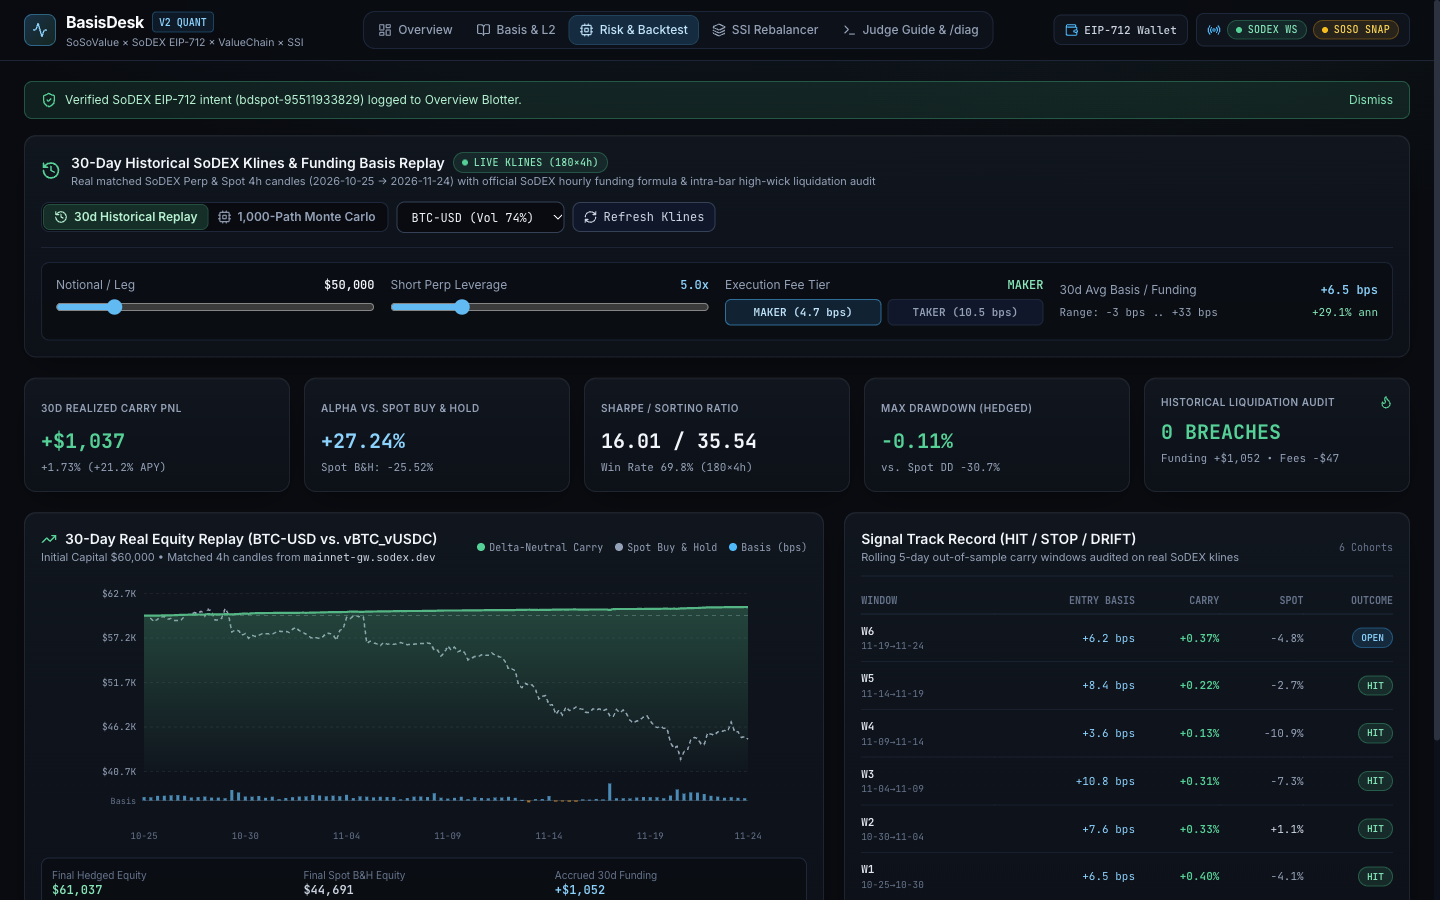 BasisDesk V2 QUANT
SoSoValue × SoDEX EIP-712 × ValueChain × SSI
Overview Basis & L2 Risk & Backtest SSI Rebalancer Judge Guide & /diag
EIP-712 Wallet SODEX WS SOSO SNAP
Verified SoDEX EIP-712 intent (bdspot-95511933829) logged to Overview Blotter. Dismiss
30-Day Historical SoDEX Klines & Funding Basis Replay LIVE KLINES (180×4h)
Real matched SoDEX Perp & Spot 4h candles (2026-10-25 → 2026-11-24) with official SoDEX hourly funding formula & intra-bar high-wick liquidation audit
30d Historical Replay 1,000-Path Monte Carlo BTC-USD (Vol 74%) Refresh Klines
Notional / Leg $50,000 Short Perp Leverage 5.0x Execution Fee Tier MAKER 30d Avg Basis / Funding +6.5 bps
MAKER (4.7 bps) TAKER (10.5 bps) Range: -3 bps .. +33 bps +29.1% ann
30D REALIZED CARRY PNL
+$1,037
+1.73% (+21.2% APY)
ALPHA VS. SPOT BUY & HOLD
+27.24%
Spot B&H: -25.52%
SHARPE / SORTINO RATIO
16.01 / 35.54
Win Rate 69.8% (180×4h)
MAX DRAWDOWN (HEDGED)
-0.11%
vs. Spot DD -30.7%
HISTORICAL LIQUIDATION AUDIT
0 BREACHES
Funding +$1,052 • Fees -$47
30-Day Real Equity Replay (BTC-USD vs. vBTC_vUSDC)
Initial Capital $60,000 • Matched 4h candles from mainnet-gw.sodex.dev
Delta-Neutral Carry Spot Buy & Hold Basis (bps)
$62.7K
$57.2K
$51.7K
$46.2K
$40.7K
Basis
10-25 10-30 11-04 11-09 11-14 11-19 11-24
Final Hedged Equity Final Spot B&H Equity Accrued 30d Funding
$61,037 $44,691 +$1,052
Signal Track Record (HIT / STOP / DRIFT)
Rolling 5-day out-of-sample carry windows audited on real SoDEX klines
6 Cohorts
WINDOW ENTRY BASIS CARRY SPOT OUTCOME
W6 +6.2 bps +0.37% -4.8% OPEN
11-19→11-24
W5 +8.4 bps +0.22% -2.7% HIT
11-14→11-19
W4 +3.6 bps +0.13% -10.9% HIT
11-09→11-14
W3 +10.8 bps +0.31% -7.3% HIT
11-04→11-09
W2 +7.6 bps +0.33% +1.1% HIT
10-30→11-04
W1 +6.5 bps +0.40% -4.1% HIT
10-25→10-30